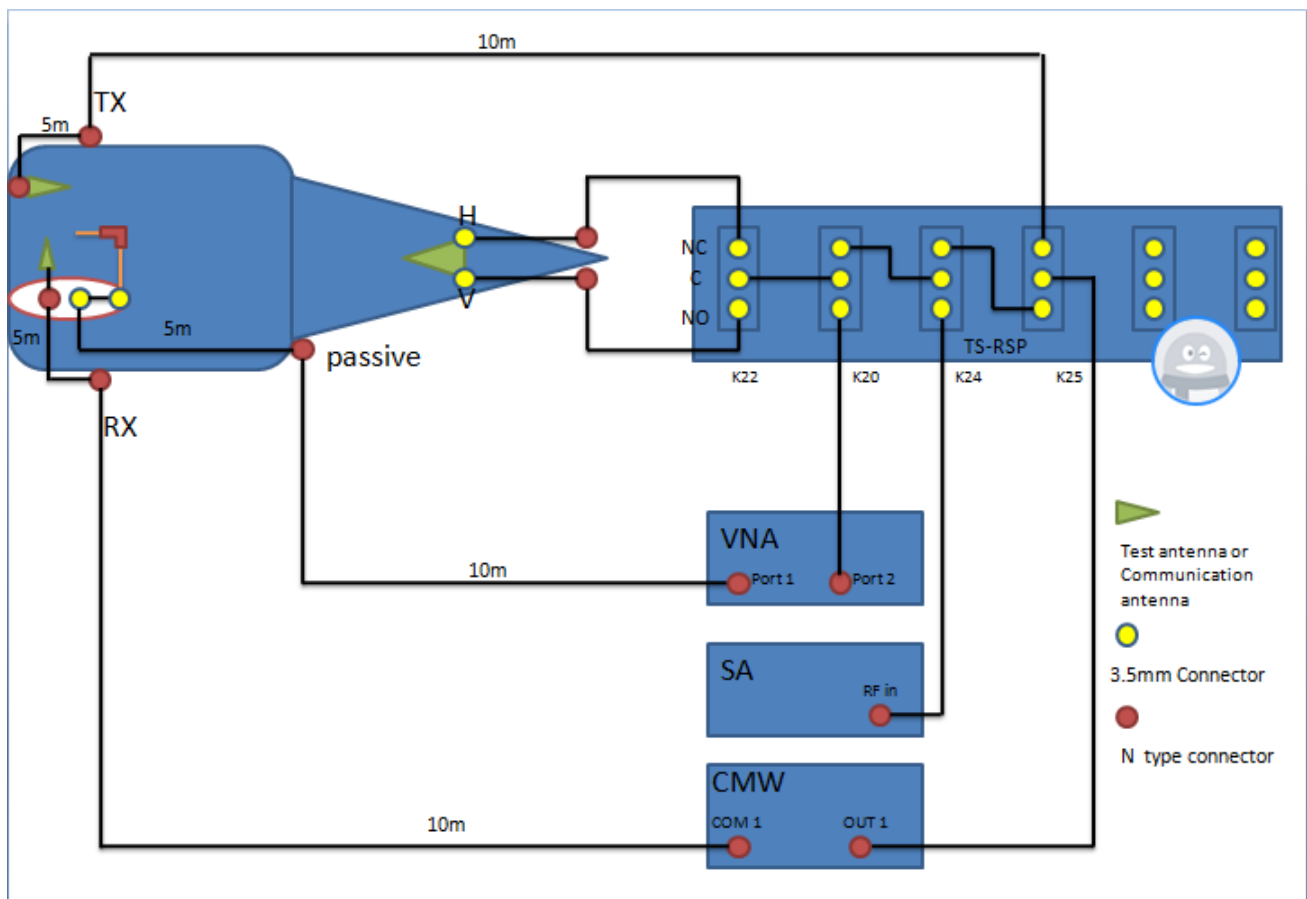 10m
TX
5m
H
NC
C
V
NO
5m
5m
passive
TS-RSP
K22
K20
K24
K25
RX
VNA
Port 1
Port 2
10m
Test antenna or
Communication
antenna
SA
RF in
3.5mm Connector
N type connector
CMW
COM 1
OUT 1
10m